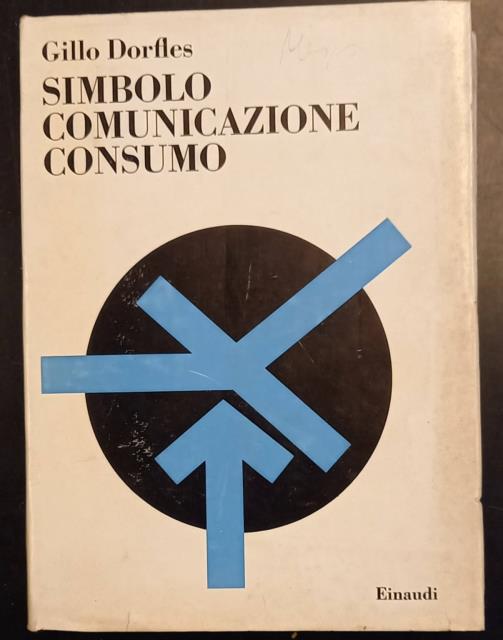 Gillo Dorfles
SIMBOLO
COMUNICAZIONE
CONSUMO
Einaudi